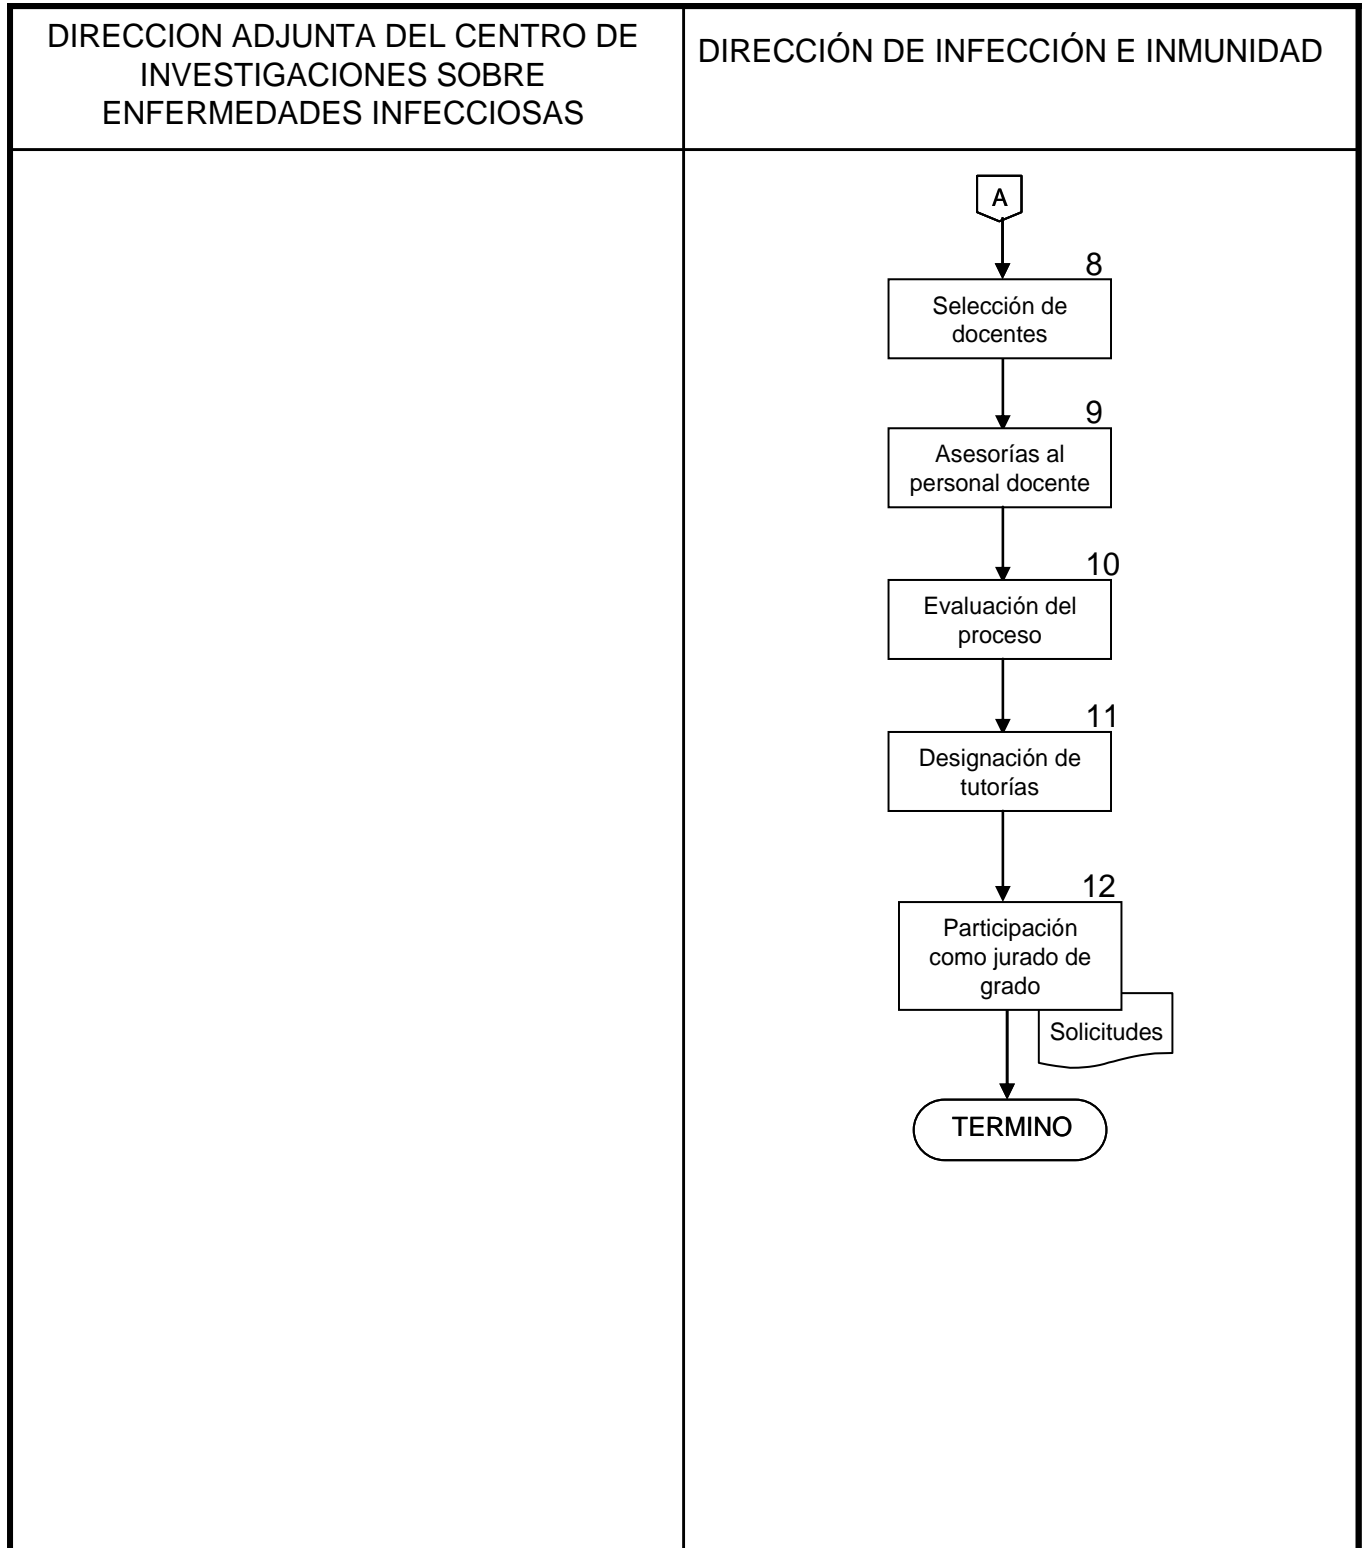 DIRECCION ADJUNTA DEL CENTRO DE
INVESTIGACIONES SOBRE
ENFERMEDADES INFECCIOSAS
DIRECCIÓN DE INFECCIÓN E INMUNIDAD
A
8
Selección de
docentes
9
Asesorías al
personal docente
10
Evaluación del
proceso
11
Designación de
tutorías
12
Participación
como jurado de
grado
Solicitudes
TERMINO